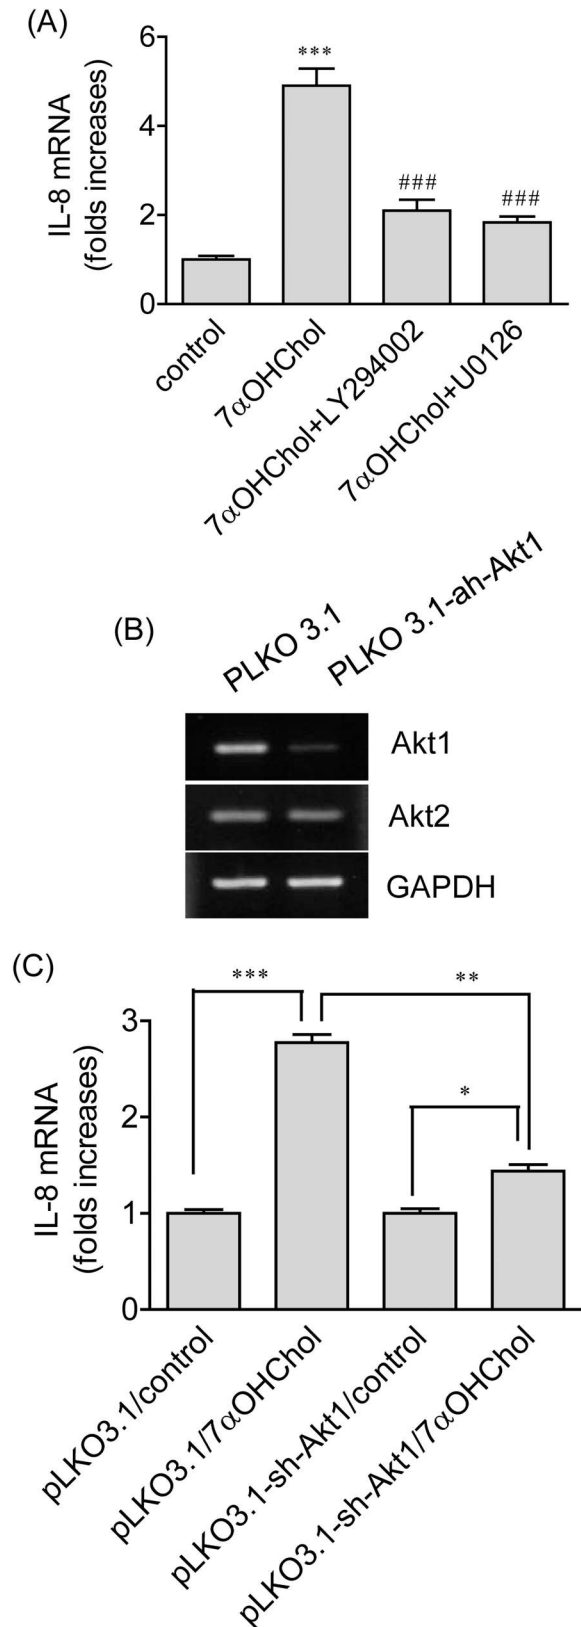 (A)
IL-8 mRNA
(folds increases)
6
4
2
0
***
###
###
control
7αOHChol
7αOHChol+LY294002
7αOHChol+U0126
(B)
PLKO 3.1
PLKO 3.1-ah-Akt1
Akt1
Akt2
GAPDH
(C)
IL-8 mRNA
(folds increases)
3
2
1
0
***
**
*
pLKO3.1/control
pLKO3.1/7αOHChol
pLKO3.1-sh-Akt1/control
pLKO3.1-sh-Akt1/7αOHChol